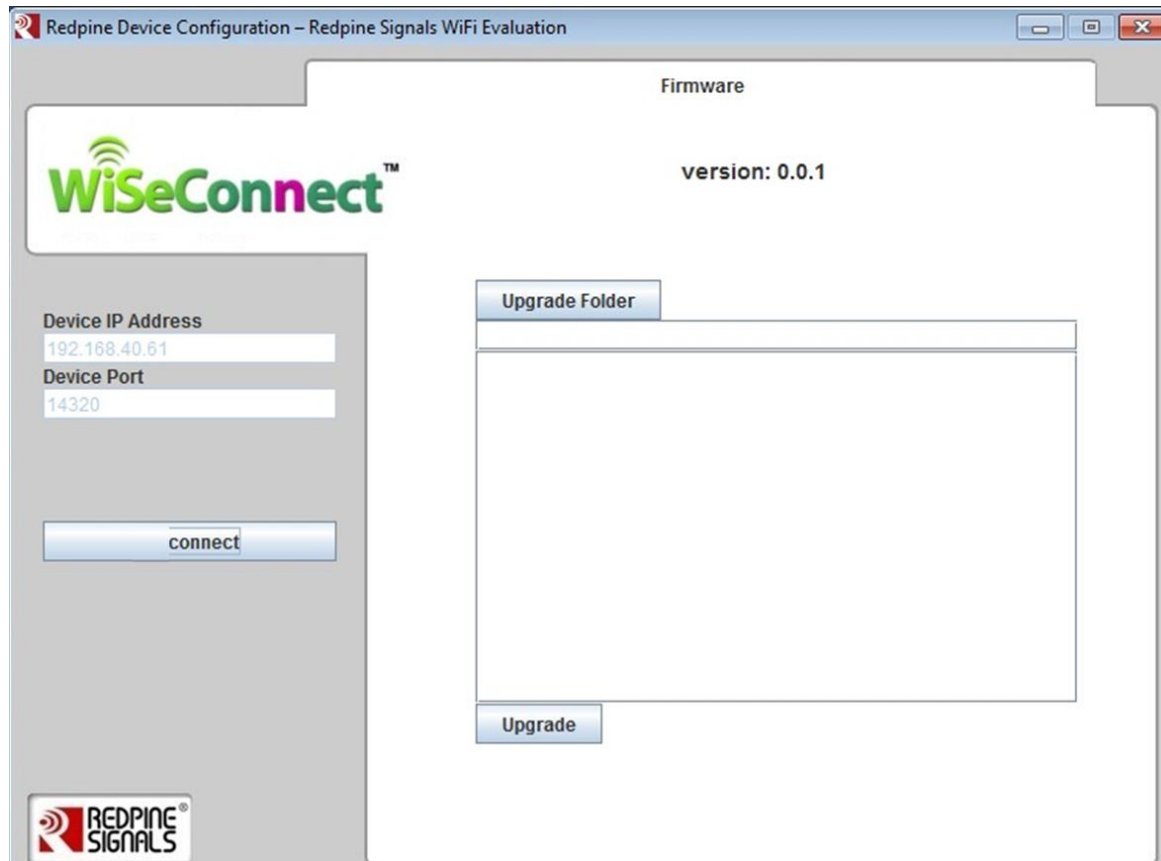 Redpine Device Configuration – Redpine Signals WiFi Evaluation
Firmware
WiSeConnect™
version: 0.0.1
Upgrade Folder
Device IP Address
192.168.40.61
Device Port
14320
connect
Upgrade
REDPINE®
SIGNALS